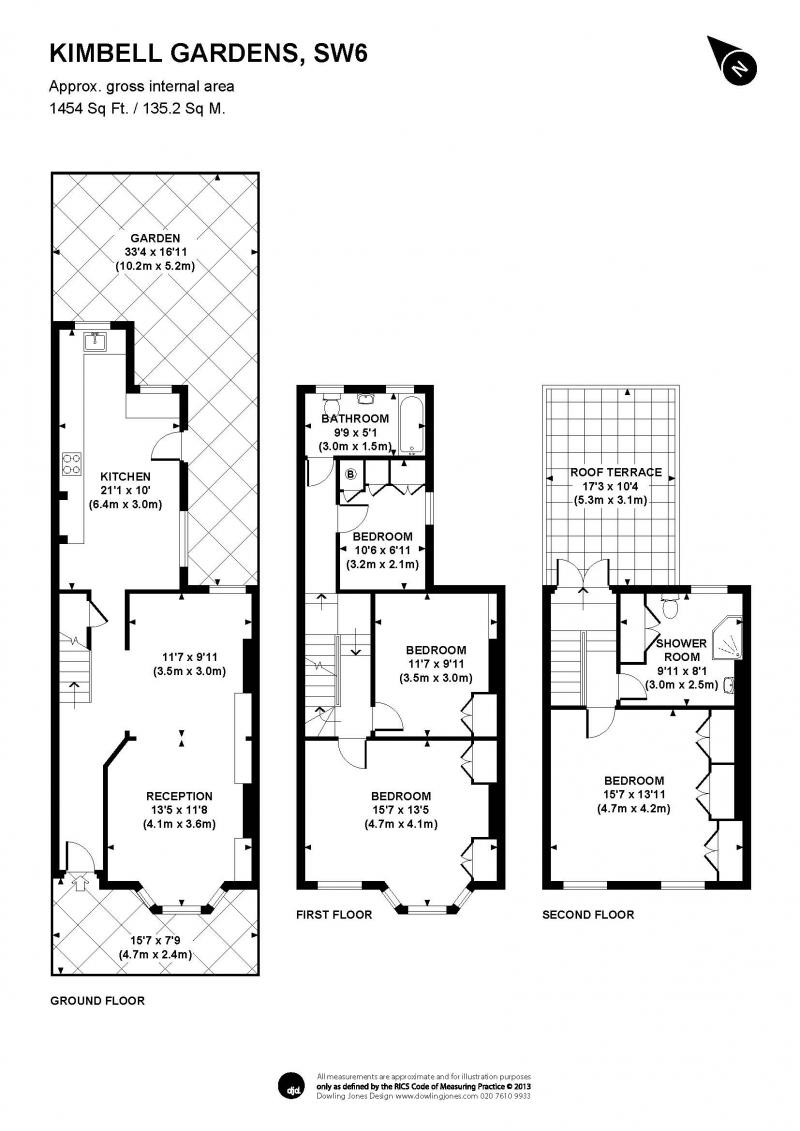 KIMBELL GARDENS, SW6
Approx. gross internal area
1454 Sq Ft. / 135.2 Sq M.
N
GARDEN
33'4 x 16'11
(10.2m x 5.2m)
KITCHEN
21'1 x 10'
(6.4m x 3.0m)
11'7 x 9'11
(3.5m x 3.0m)
RECEPTION
13'5 x 11'8
(4.1m x 3.6m)
15'7 x 7'9
(4.7m x 2.4m)
GROUND FLOOR
BATHROOM
9'9 x 5'1
(3.0m x 1.5m)
B
BEDROOM
10'6 x 6'11
(3.2m x 2.1m)
BEDROOM
11'7 x 9'11
(3.5m x 3.0m)
BEDROOM
15'7 x 13'5
(4.7m x 4.1m)
FIRST FLOOR
ROOF TERRACE
17'3 x 10'4
(5.3m x 3.1m)
SHOWER
ROOM
9'11 x 8'1
(3.0m x 2.5m)
BEDROOM
15'7 x 13'11
(4.7m x 4.2m)
SECOND FLOOR
djd.
All measurements are approximate and for illustration purposes
only as defined by the RICS Code of Measuring Practice © 2013
Dowling Jones Design www.dowlingjones.com 020 7610 9933